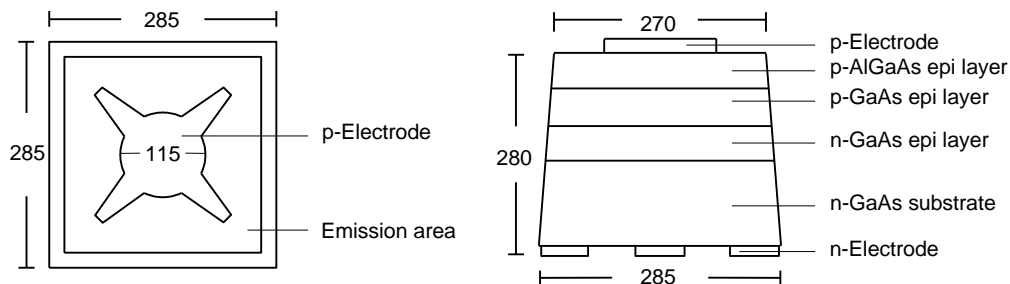 285
285
115
p-Electrode
Emission area
270
280
285
p-Electrode
p-AlGaAs epi layer
p-GaAs epi layer
n-GaAs epi layer
n-GaAs substrate
n-Electrode